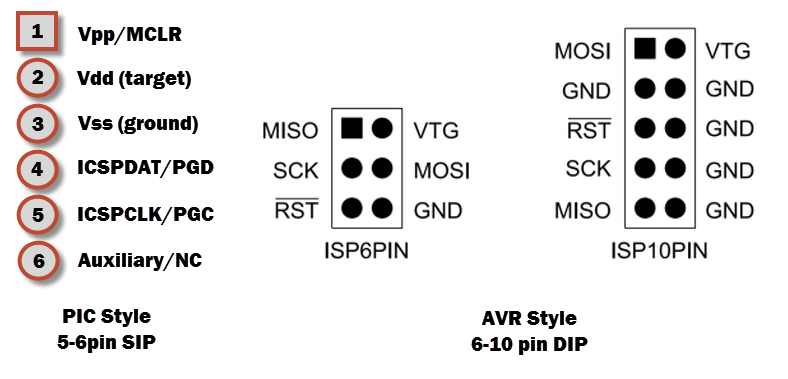 1 Vpp/MCLR
2 Vdd (target)
3 Vss (ground)
4 ICSPDAT/PGD
5 ICSPCLK/PGC
6 Auxiliary/NC
PIC Style
5-6pin SIP
MISO VTG
SCK MOSI
RST GND
ISP6PIN
MOSI VTG
GND GND
RST GND
SCK GND
MISO GND
ISP10PIN
AVR Style
6-10 pin DIP